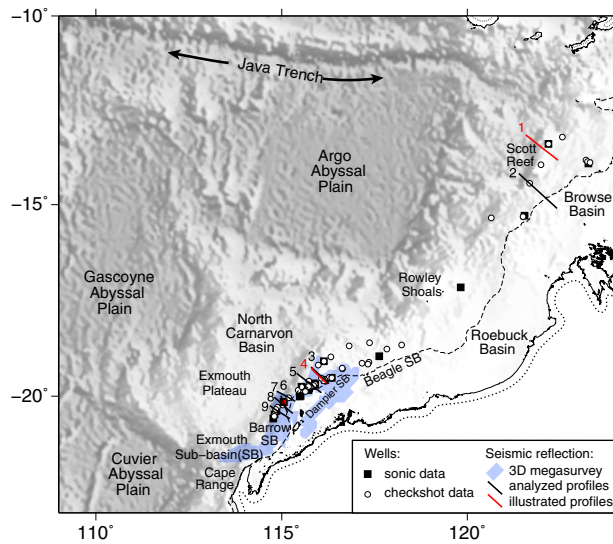 −10°
Java Trench
1
Argo
Abyssal
Plain
Scott
Reef
2
−15°
Browse
Basin
Gascoyne
Abyssal
Plain
Rowley
Shoals
North
Carnarvon
Basin
Roebuck
Basin
3
4
5
Beagle SB
−20°
Exmouth
Plateau
7 6
8
9
Dampier SB
Barrow
SB
Exmouth
Sub−basin(SB)
Cuvier
Abyssal
Plain
Cape
Range
Wells:
sonic data
checkshot data
Seismic reflection:
3D megasurvey
analyzed profiles
illustrated profiles
110°
115°
120°